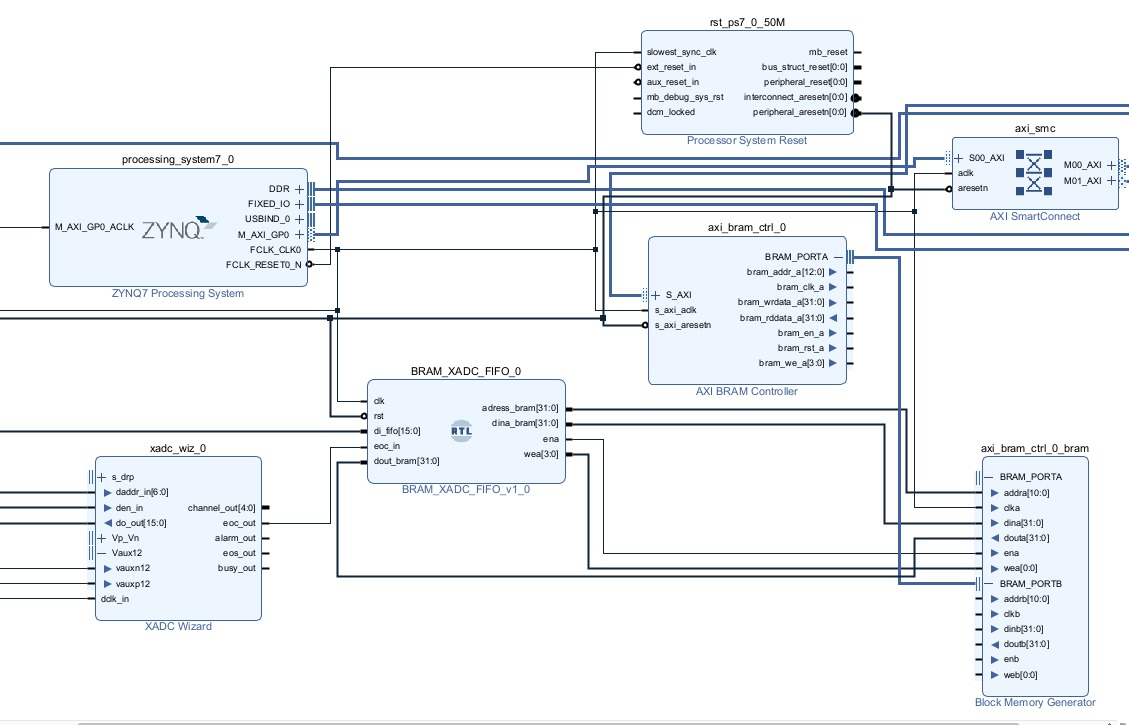 rst_ps7_0_50M
slowest_sync_clk
ext_reset_in
aux_reset_in
mb_debug_sys_rst
dcm_locked
mb_reset
bus_struct_reset[0:0]
peripheral_reset[0:0]
interconnect_aresetn[0:0]
peripheral_aresetn[0:0]
Processor System Reset
axi_smc
S00_AXI
aclk
aresetn
M00_AXI
M01_AXI
AXI SmartConnect
processing_system7_0
M_AXI_GP0_ACLK
ZYNQ
DDR
FIXED_IO
USBIND_0
M_AXI_GP0
FCLK_CLK0
FCLK_RESET0_N
ZYNQ7 Processing System
axi_bram_ctrl_0
S_AXI
s_axi_aclk
s_axi_aresetn
BRAM_PORTA
bram_addr_a[12:0]
bram_clk_a
bram_wrdata_a[31:0]
bram_rddata_a[31:0]
bram_en_a
bram_rst_a
bram_we_a[3:0]
AXI BRAM Controller
BRAM_XADC_FIFO_0
clk
rst
di_fifo[15:0]
eoc_in
dout_bram[31:0]
RTL
adress_bram[31:0]
dina_bram[31:0]
ena
wea[3:0]
BRAM_XADC_FIFO_v1_0
xadc_wiz_0
s_drp
daddr_in[6:0]
den_in
do_out[15:0]
Vp_Vn
Vaux12
vauxn12
vauxp12
dclk_in
channel_out[4:0]
eoc_out
alarm_out
eos_out
busy_out
XADC Wizard
axi_bram_ctrl_0_bram
BRAM_PORTA
addra[10:0]
clka
dina[31:0]
douta[31:0]
ena
wea[0:0]
BRAM_PORTB
addrb[10:0]
clkb
dinb[31:0]
doutb[31:0]
enb
web[0:0]
Block Memory Generator